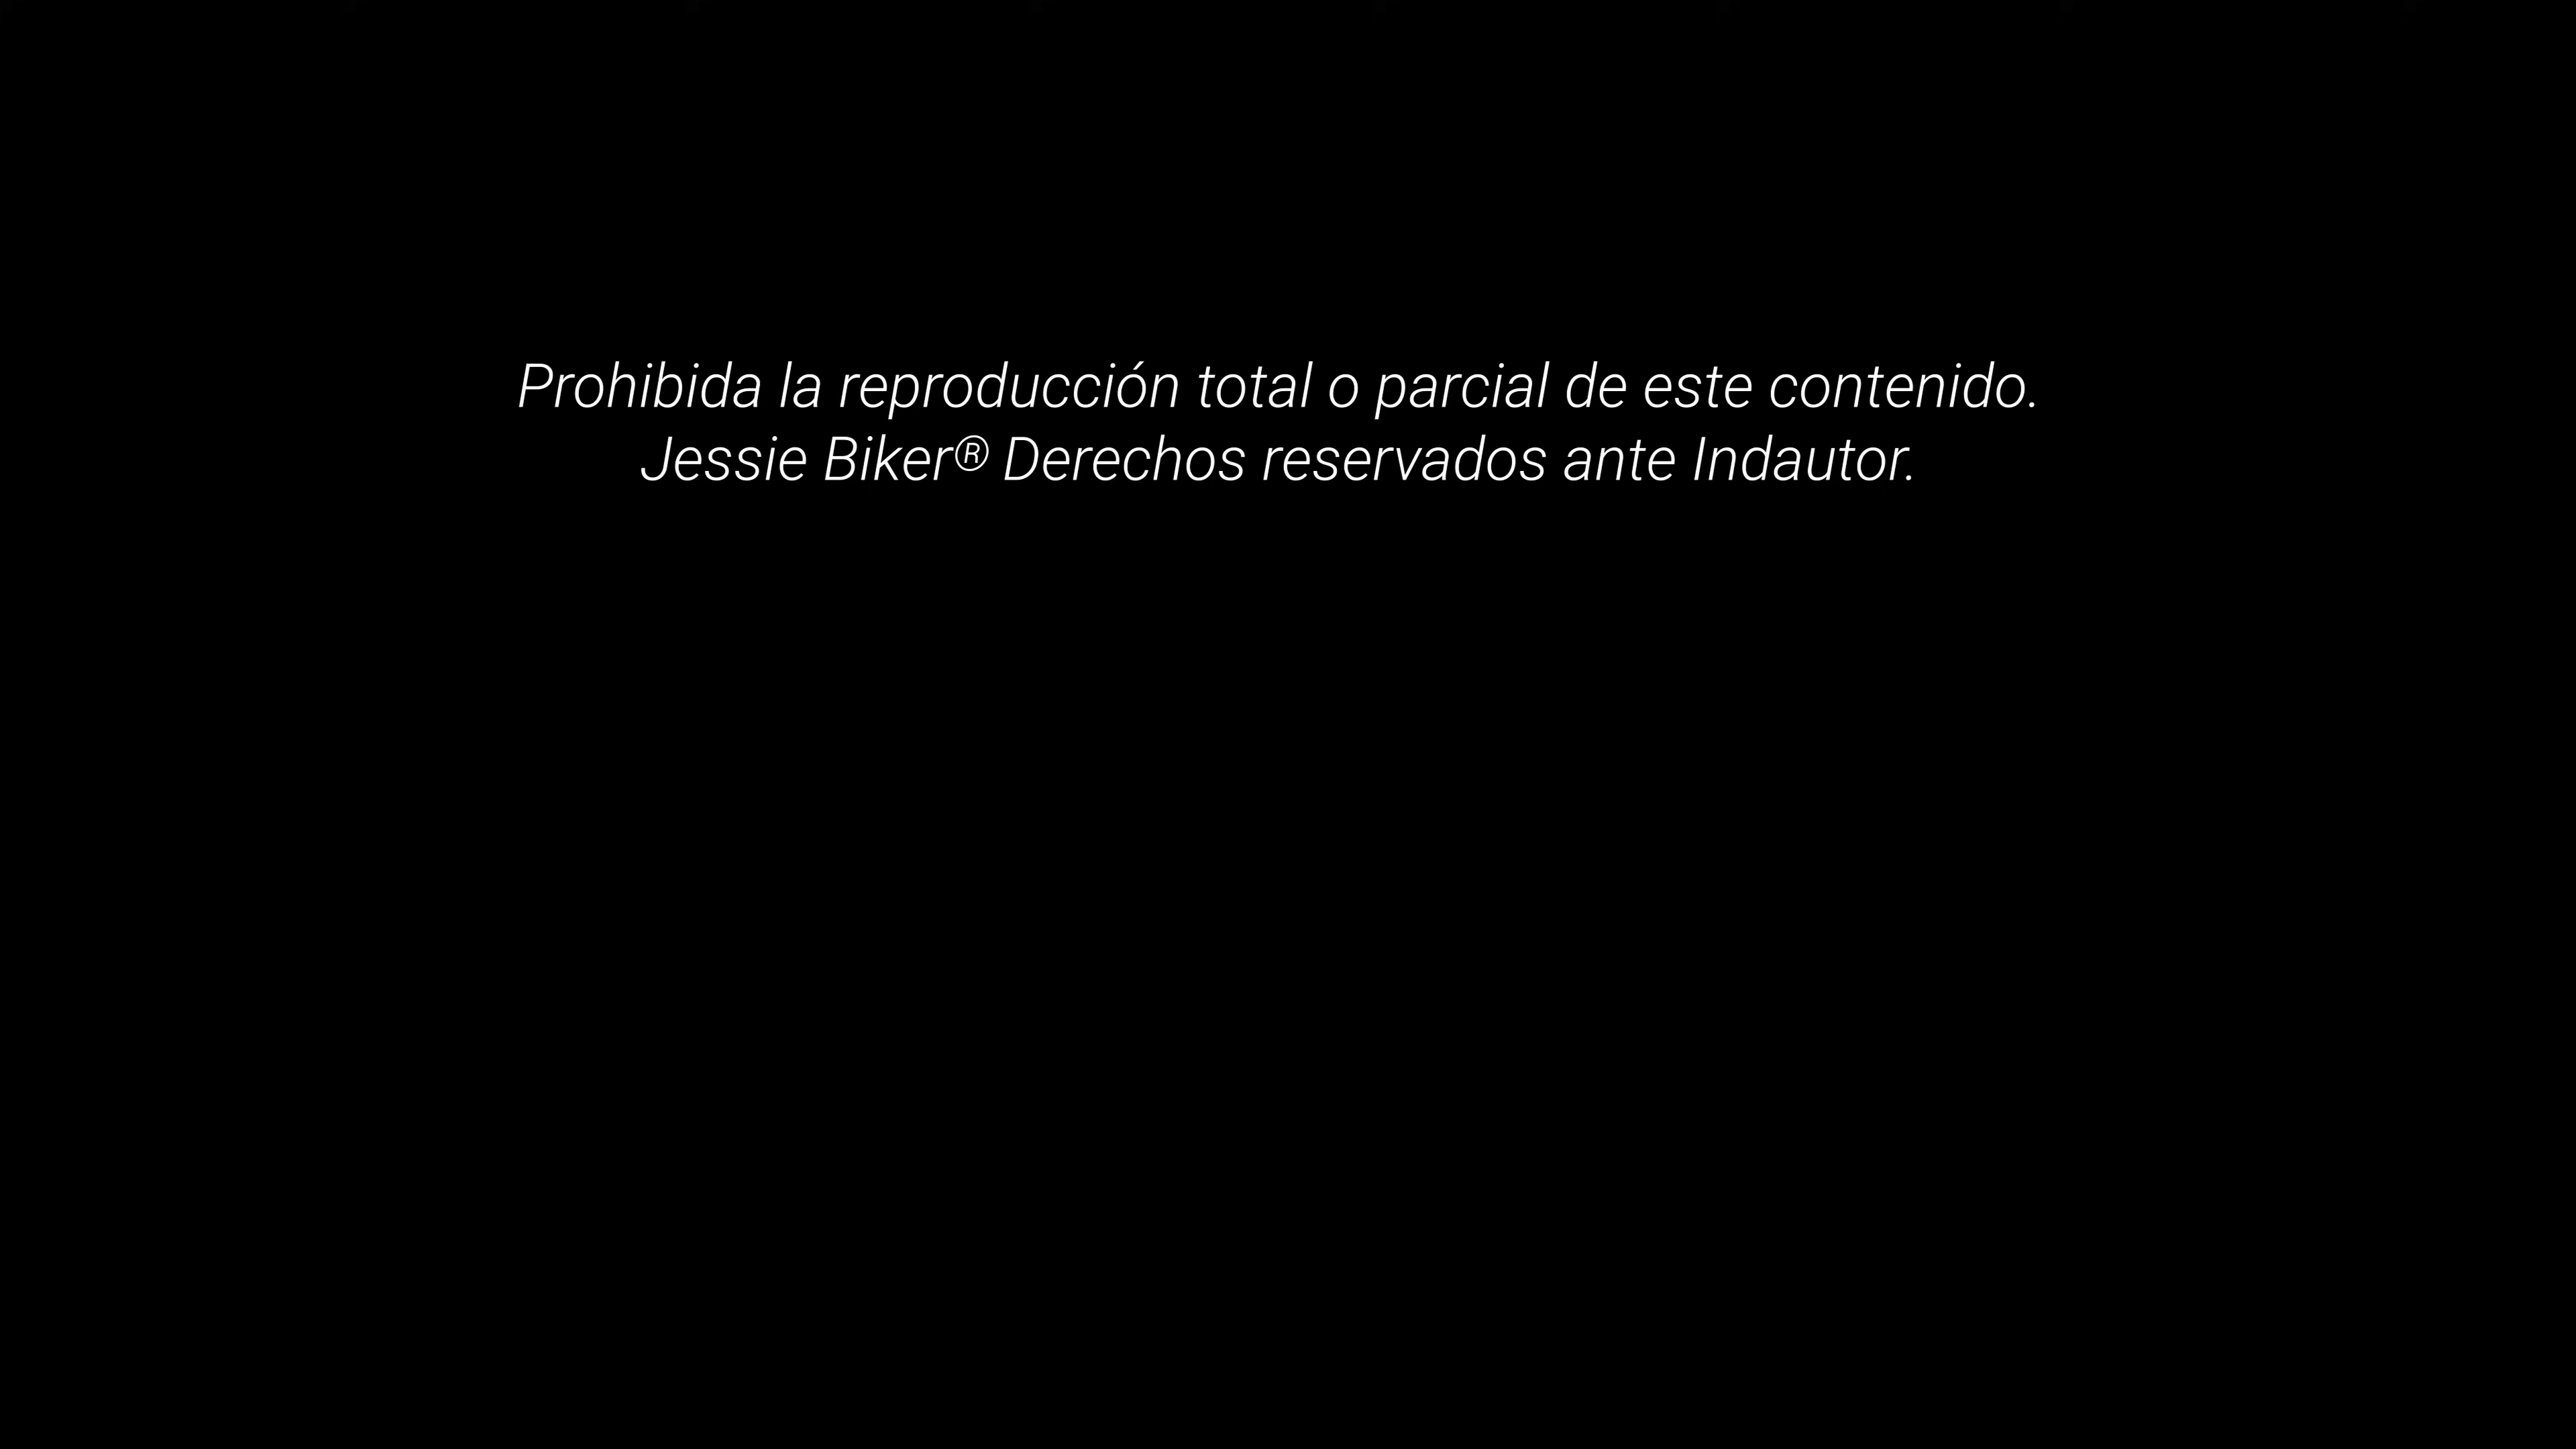 Prohibida la reproducción total o parcial de este contenido.
Jessie Biker® Derechos reservados ante Indautor.